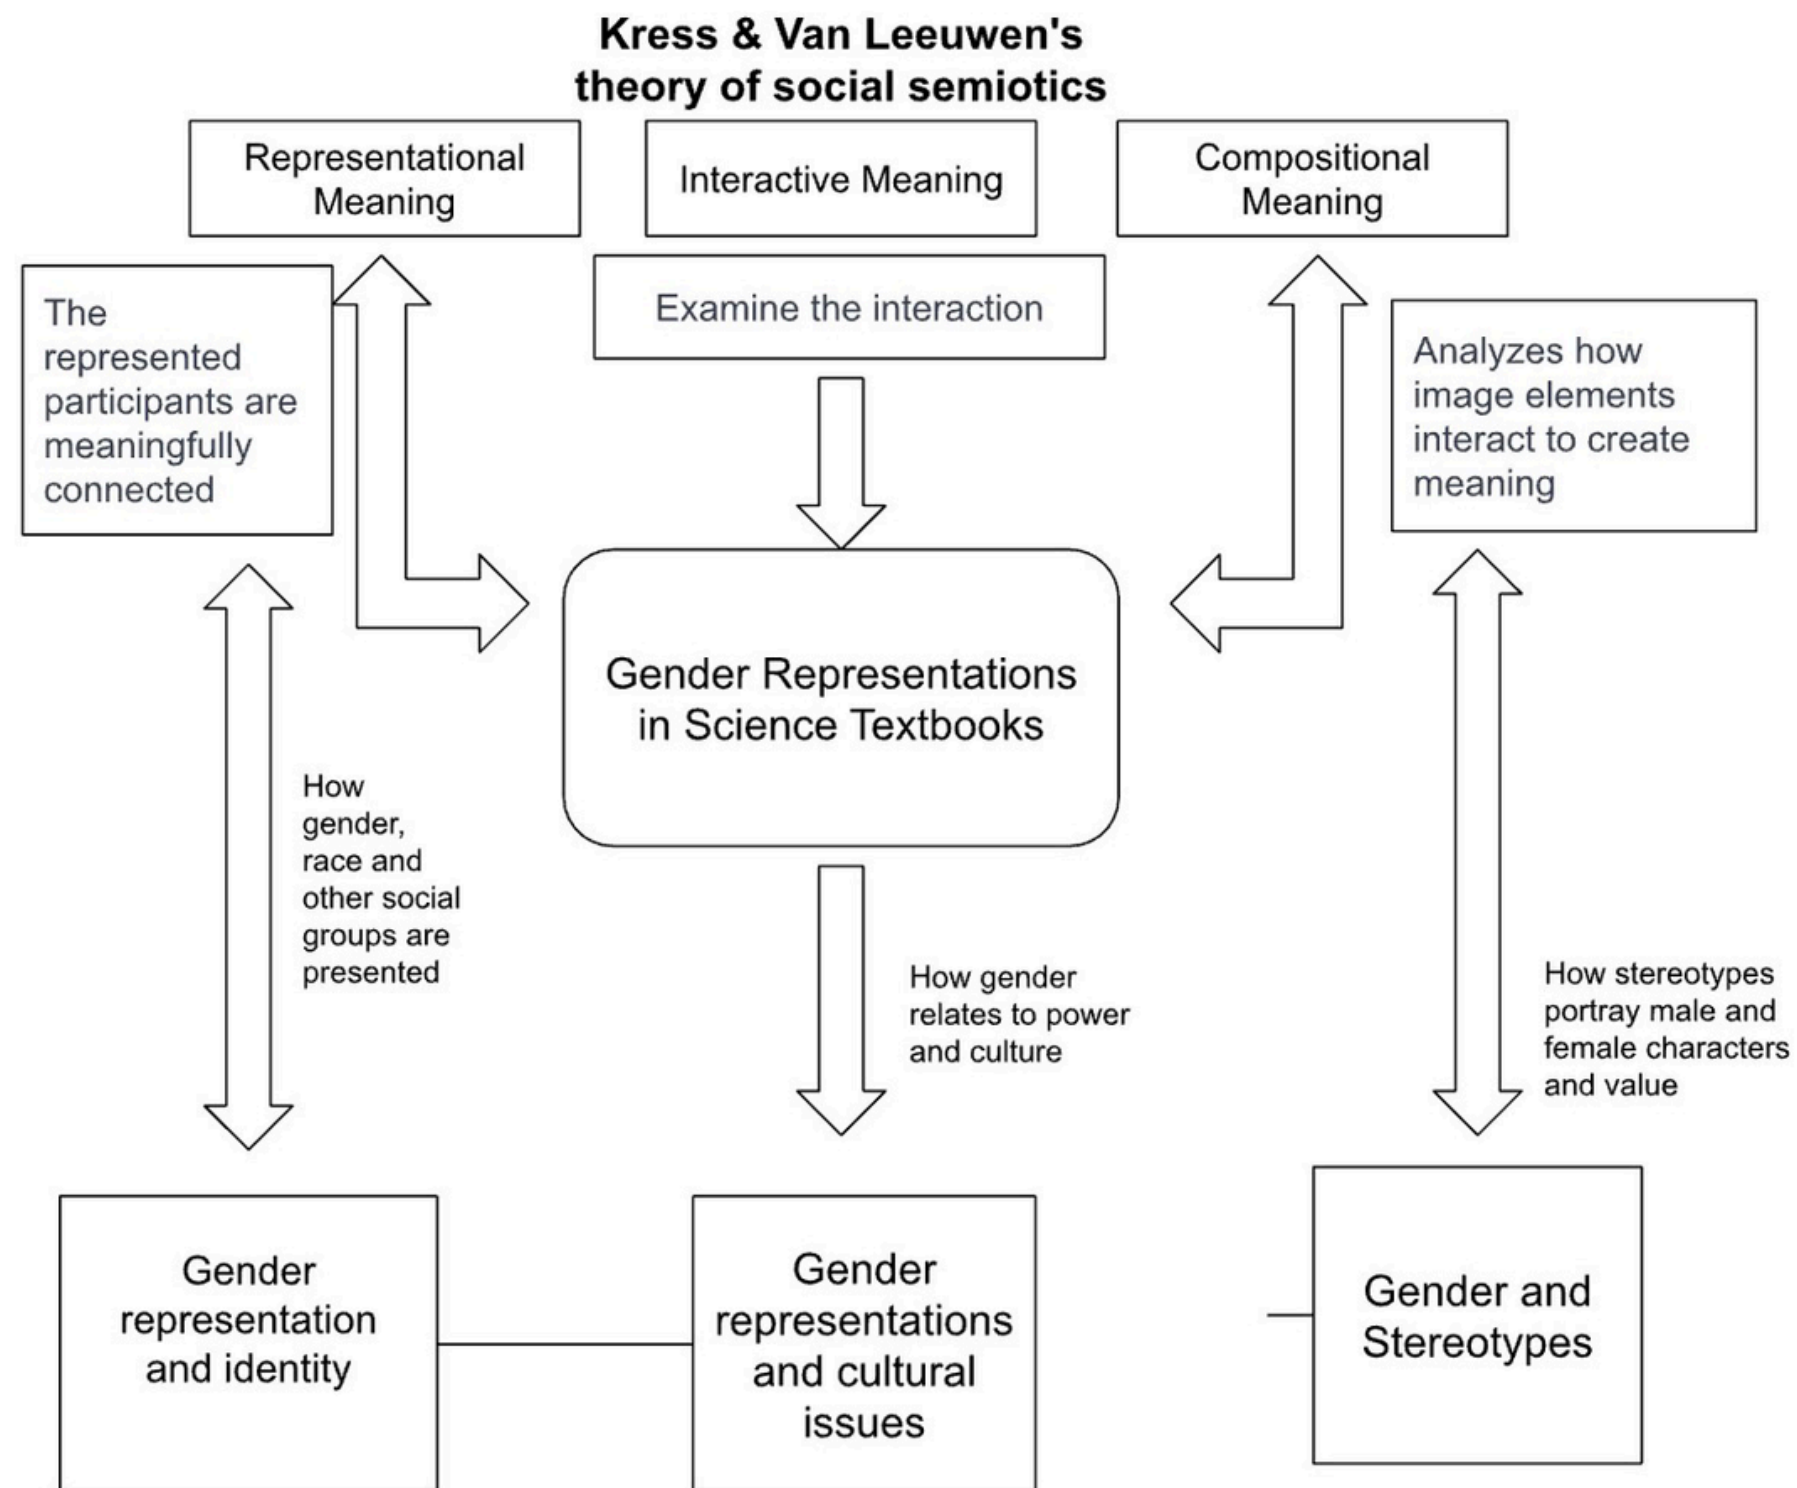 Kress & Van Leeuwen's
theory of social semiotics
Representational
Meaning
Interactive Meaning
Compositional
Meaning
The
represented
participants are
meaningfully
connected
Examine the interaction
Analyzes how
image elements
interact to create
meaning
Gender Representations
in Science Textbooks
How
gender,
race and
other social
groups are
presented
How gender
relates to power
and culture
How stereotypes
portray male and
female characters
and value
Gender
representation
and identity
Gender
representations
and cultural
issues
Gender and
Stereotypes